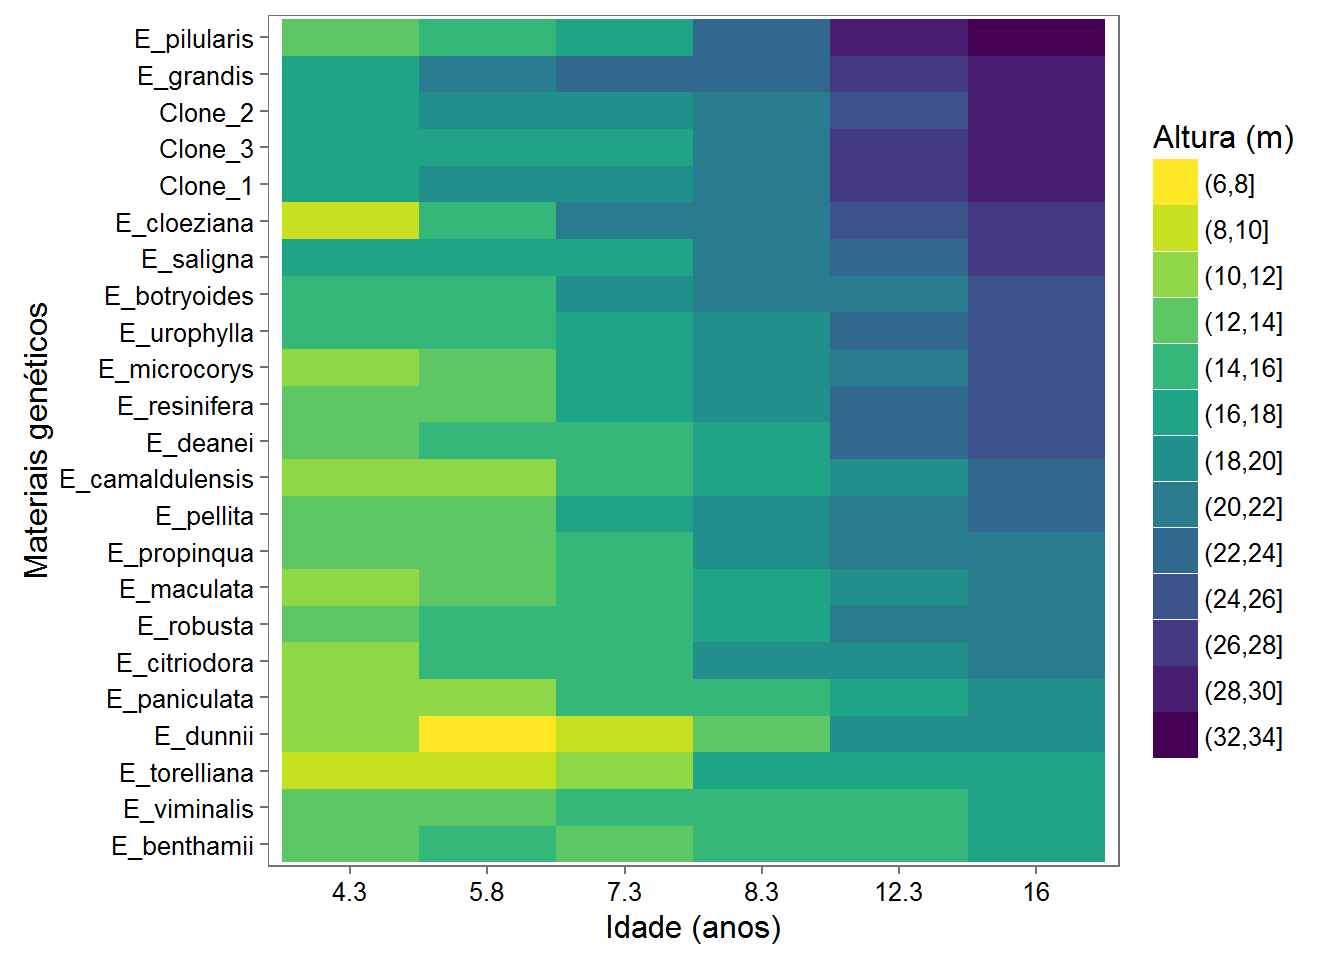 Materiais genéticos
E_pilularis
E_grandis
Clone_2
Clone_3
Clone_1
E_cloeziana
E_saligna
E_botryoides
E_urophylla
E_microcorys
E_resinifera
E_deanei
E_camaldulensis
E_pellita
E_propinqua
E_maculata
E_robusta
E_citriodora
E_paniculata
E_dunnii
E_torelliana
E_viminalis
E_benthamii
4.3 5.8 7.3 8.3 12.3 16
Idade (anos)
Altura (m)
(6,8]
(8,10]
(10,12]
(12,14]
(14,16]
(16,18]
(18,20]
(20,22]
(22,24]
(24,26]
(26,28]
(28,30]
(32,34]